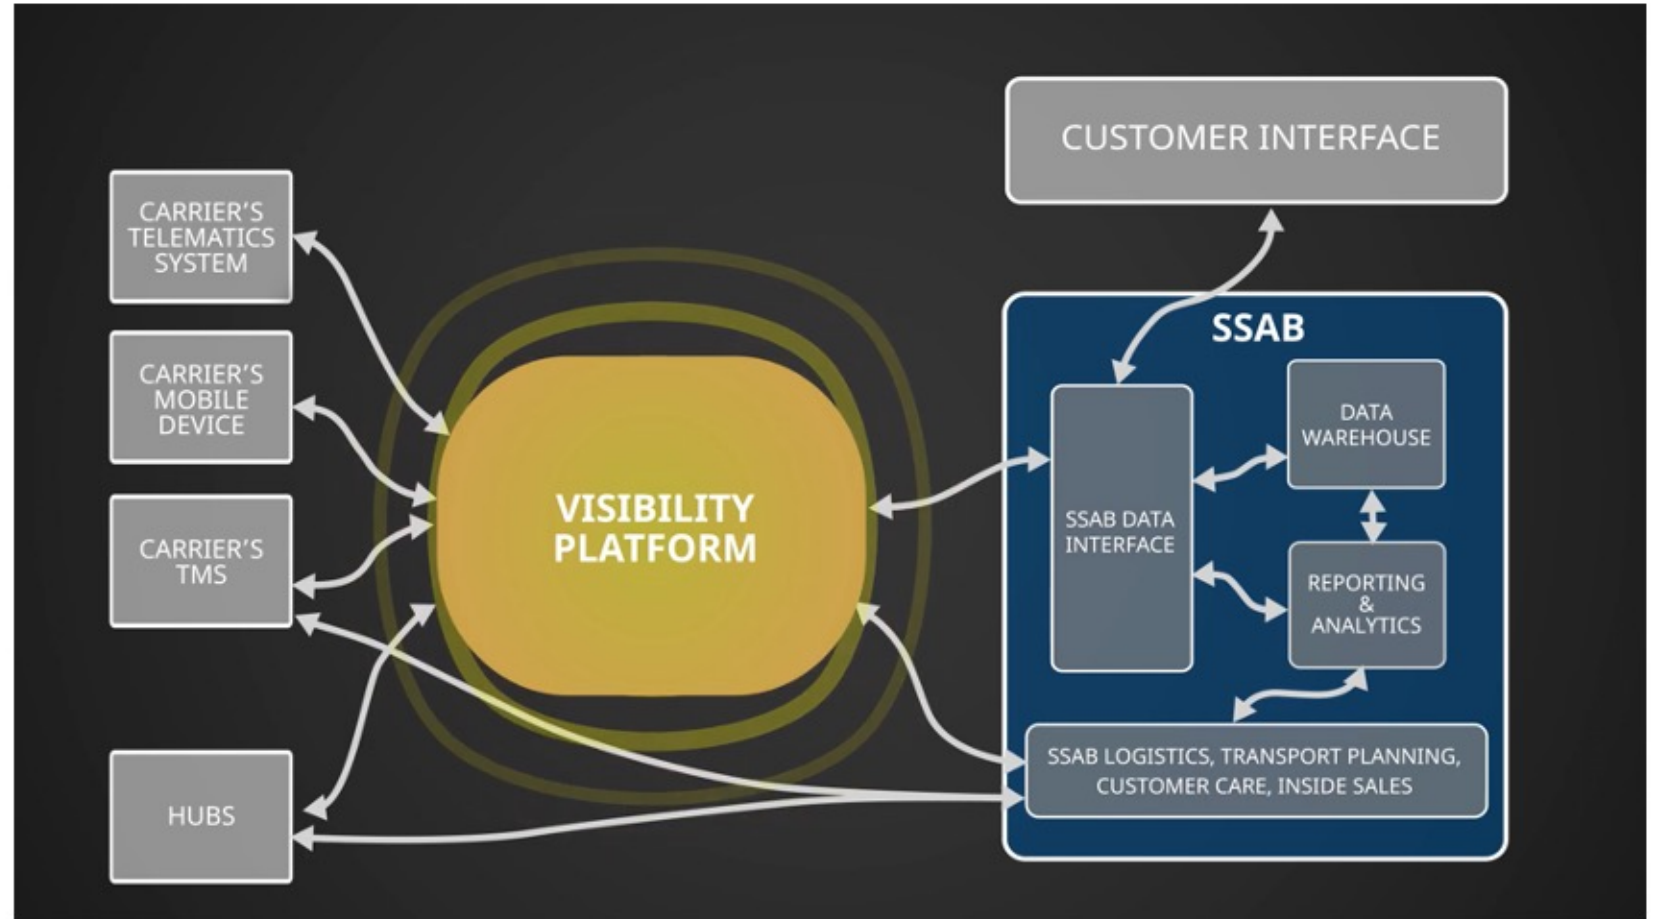 CUSTOMER INTERFACE
CARRIER'S
TELEMATICS
SYSTEM
CARRIER'S
MOBILE
DEVICE
CARRIER'S
TMS
HUBS
VISIBILITY
PLATFORM
SSAB
DATA
WAREHOUSE
SSAB DATA
INTERFACE
REPORTING
&
ANALYTICS
SSAB LOGISTICS, TRANSPORT PLANNING,
CUSTOMER CARE, INSIDE SALES